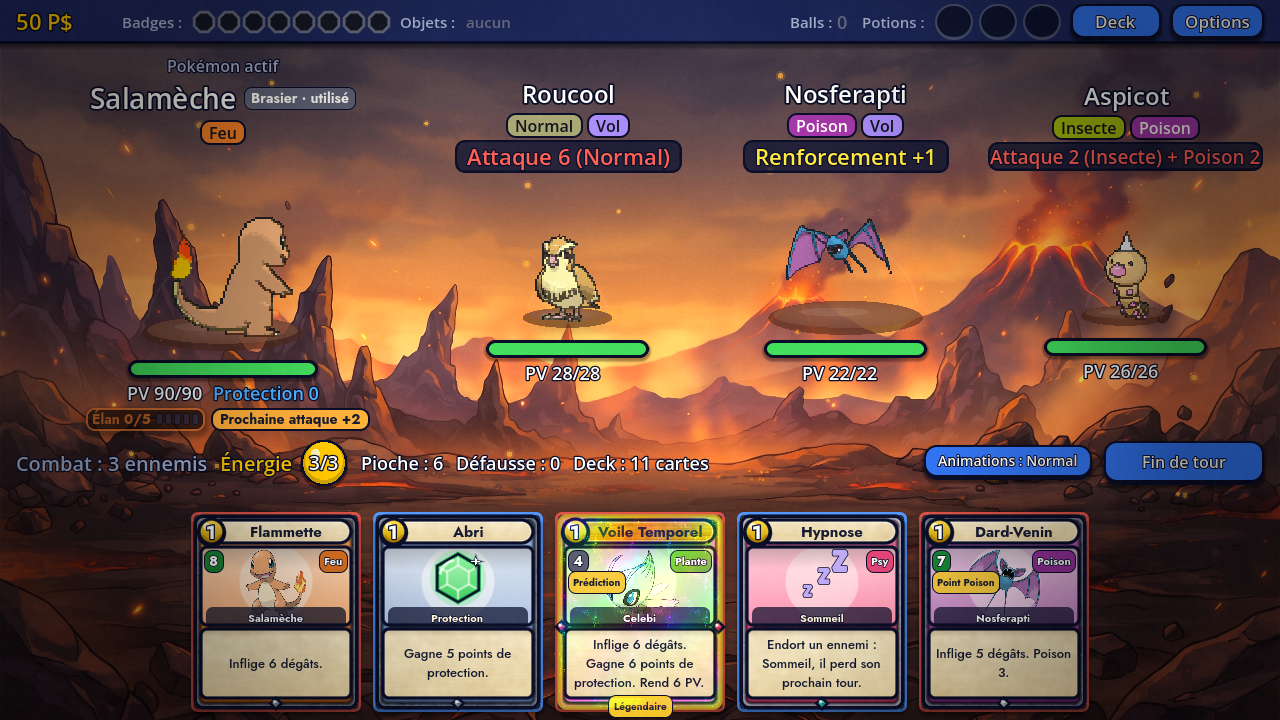 50 P$
Badges :
Objets : aucun
Balls : 0
Potions :
Deck
Options
Pokémon actif
Salamèche
Brasier · utilisé
Feu
Roucool
Normal
Vol
Attaque 6 (Normal)
Nosferapti
Poison
Vol
Renforcement +1
Aspicot
Insecte
Poison
Attaque 2 (Insecte) + Poison 2
PV 90/90
Protection 0
Élan 0/5
Prochaine attaque +2
PV 28/28
PV 22/22
PV 26/26
Combat : 3 ennemis
Énergie
3/3
Pioche : 6
Défausse : 0
Deck : 11 cartes
Animations : Normal
Fin de tour
1
Flammette
8
Feu
Salamèche
Inflige 6 dégâts.
1
Abri
Protection
Gagne 5 points de
protection.
1
Voile Temporel
4
Plante
Prédiction
Celebi
Inflige 6 dégâts.
Gagne 6 points de
protection. Rend 6 PV.
Légendaire
1
Hypnose
Psy
z z z
Sommeil
Endort un ennemi :
Sommeil, il perd son
prochain tour.
1
Dard-Venin
7
Poison
Point Poison
Nosferapti
Inflige 5 dégâts. Poison
3.